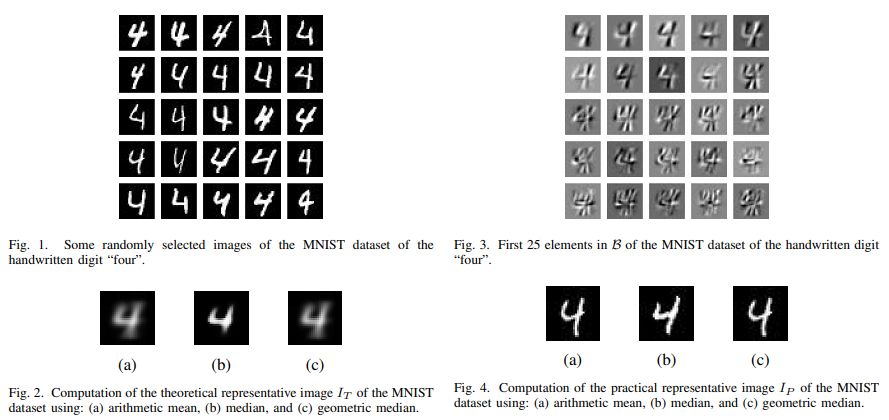 Fig. 1. Some randomly selected images of the MNIST dataset of the
handwritten digit “four”.
(a) (b) (c)
Fig. 2. Computation of the theoretical representative image I_T of the MNIST
dataset using: (a) arithmetic mean, (b) median, and (c) geometric median.
Fig. 3. First 25 elements in B of the MNIST dataset of the handwritten digit
“four”.
(a) (b) (c)
Fig. 4. Computation of the practical representative image I_P of the MNIST
dataset using: (a) arithmetic mean, (b) median, and (c) geometric median.